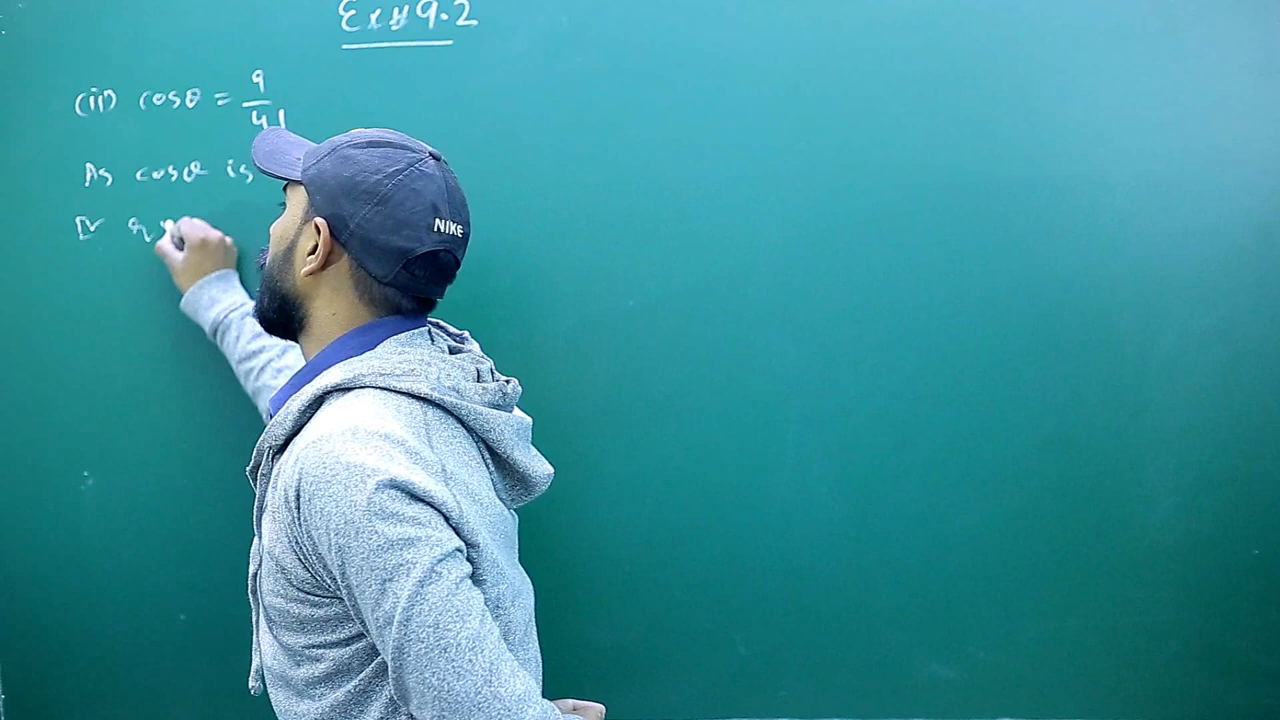 Ex # 9.2
(ii) cosθ = 9/41
As cosθ is
IV
NIKE